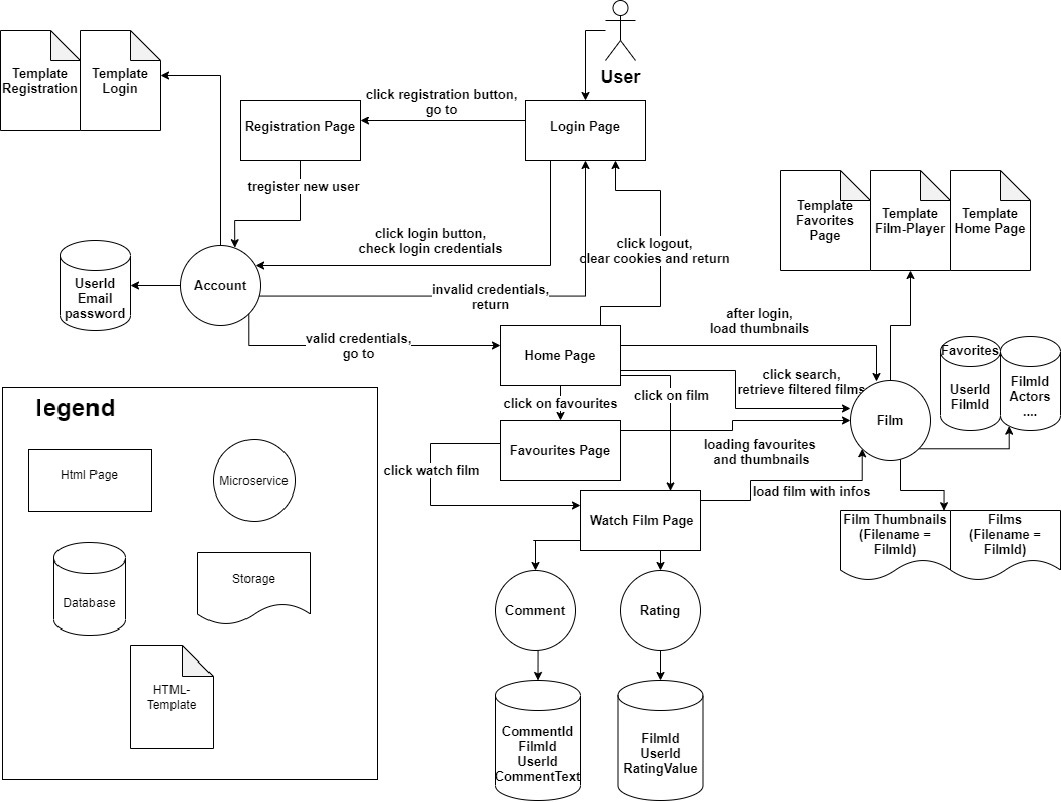 User
Template
Registration
Template
Login
click registration button,
go to
Registration Page
Login Page
tregister new user
click login button,
check login credentials
click logout,
clear cookies and return
Template
Favorites
Page
Template
Film-Player
Template
Home Page
UserId
Email
password
Account
invalid credentials,
return
valid credentials,
go to
Home Page
after login,
load thumbnails
click search,
retrieve filtered films
Favorites
UserId
FilmId
FilmId
Actors
....
click on favourites
click on film
Film
Favourites Page
loading favourites
and thumbnails
click watch film
load film with infos
Watch Film Page
Film Thumbnails
(Filename =
FilmId)
Films
(Filename =
FilmId)
Comment
Rating
CommentId
FilmId
UserId
CommentText
FilmId
UserId
RatingValue
legend
Html Page
Microservice
Database
Storage
HTML-
Template